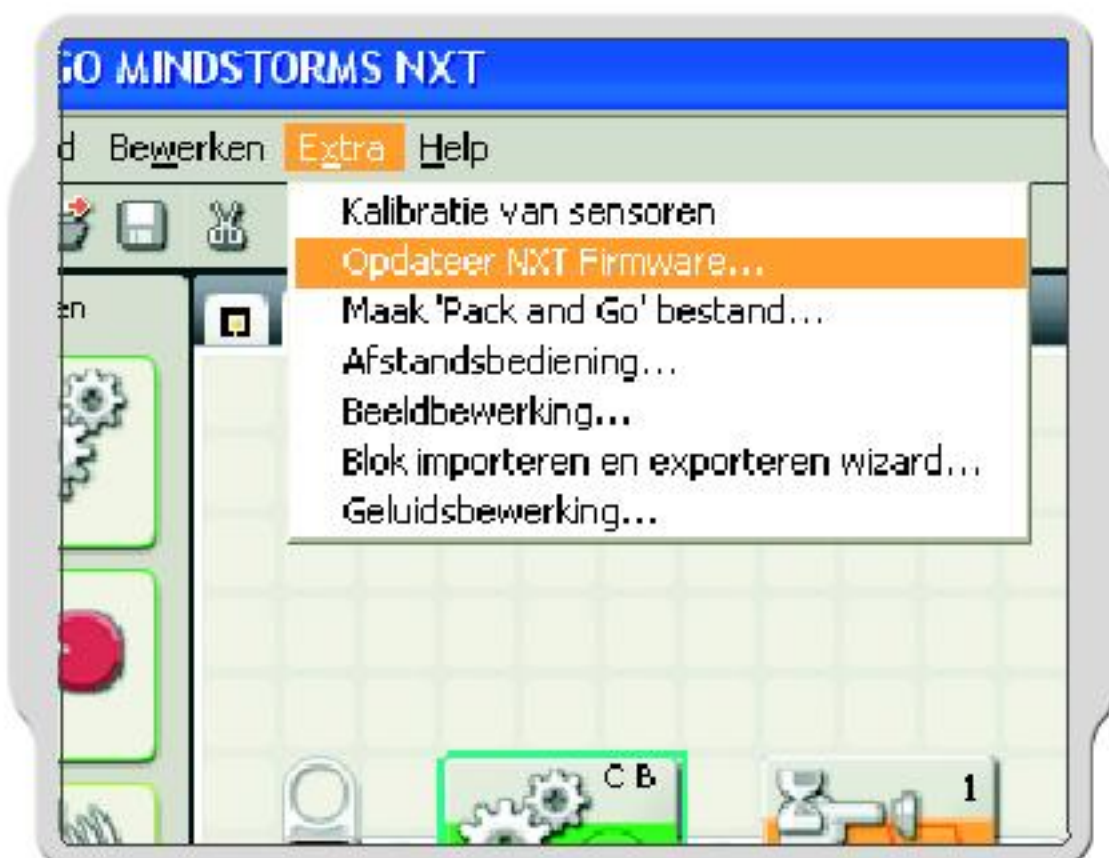 GO MINDSTORMS NXT
d Bewerken Extra Help
Kalibratie van sensoren
Opdateer NXT Firmware...
en
Maak 'Pack and Go' bestand...
Afstandsbediening...
Beeldbewerking...
Blok importeren en exporteren wizard...
Geluidsbewerking...
C B
1